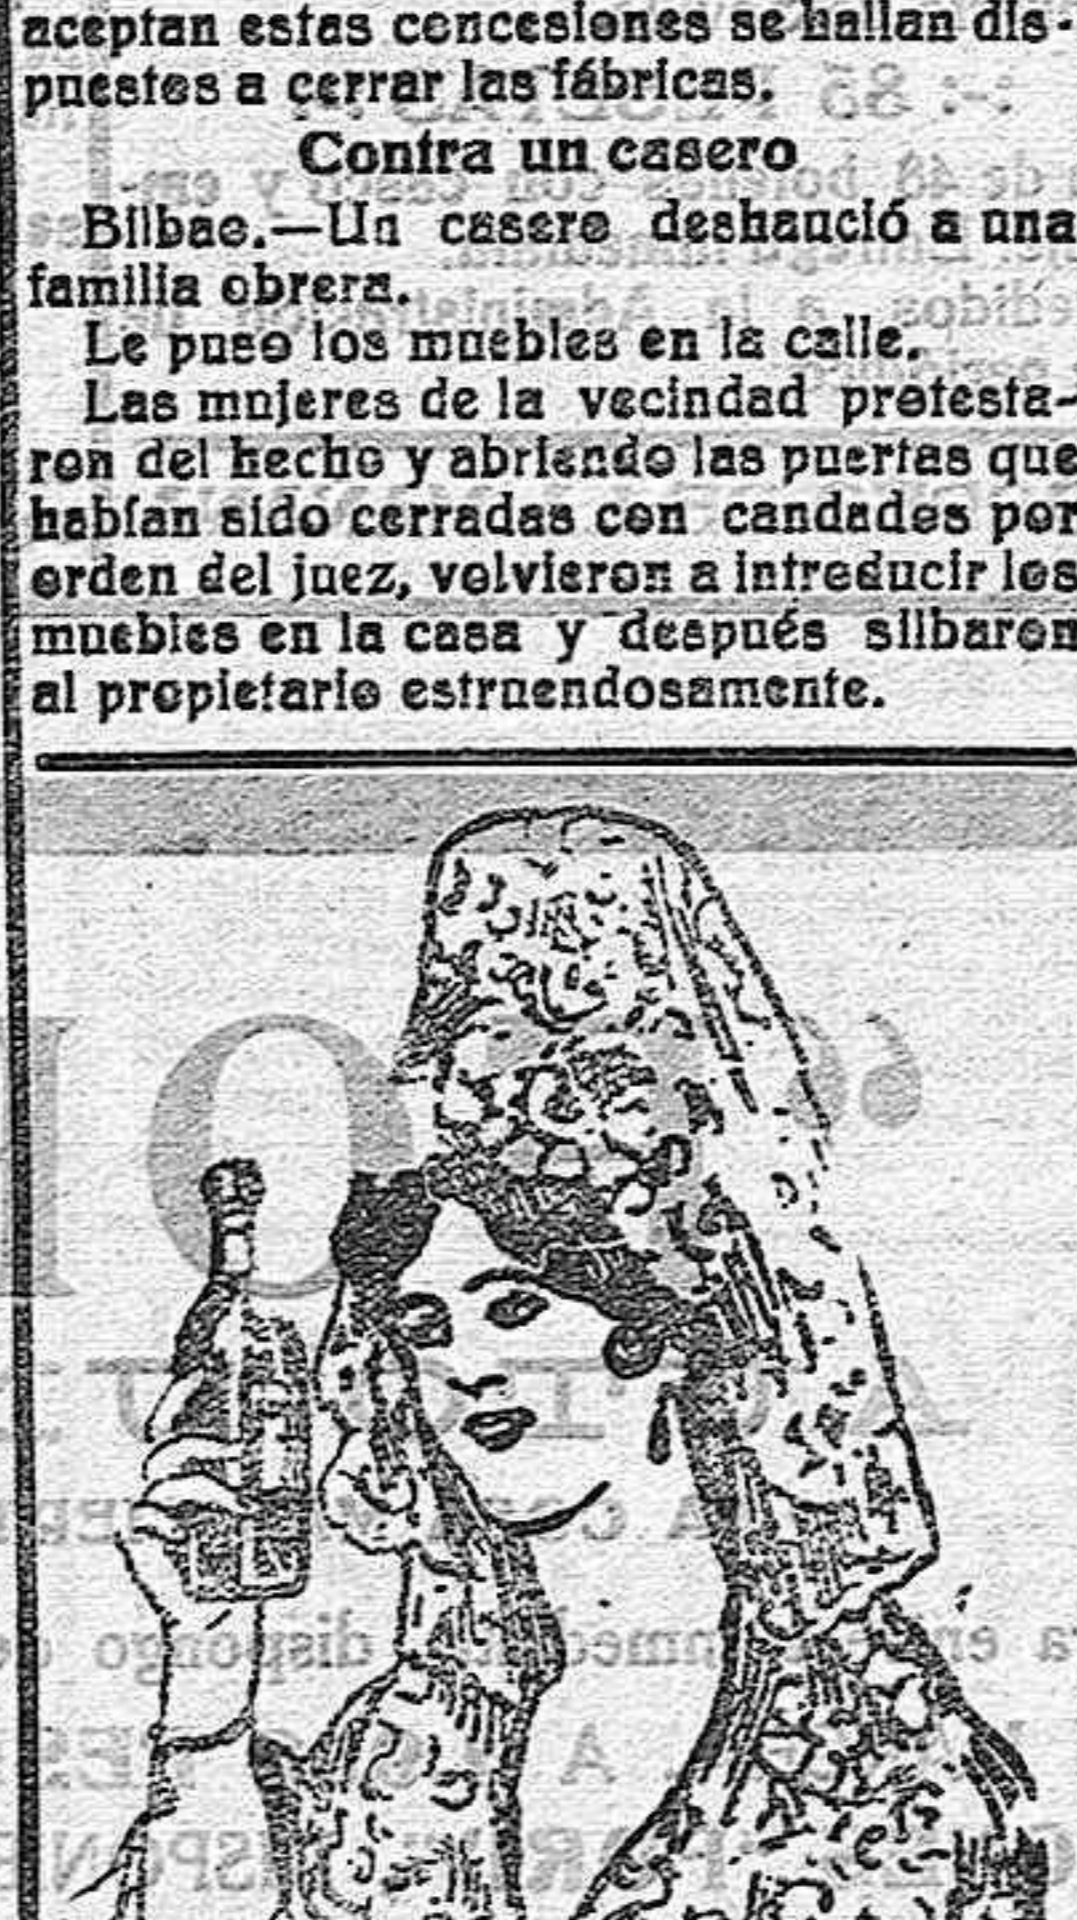 aceptan estas concesiones se hallan dis-
puestos a cerrar las fábricas.
Contra un casero
Bilbao.—Un casero deshaució a una
familia obrera.
Le puso los muebles en la calle.
Las mujeres de la vecindad protesta-
ron del hecho y abriendo las puertas que
habían sido cerradas con candados por
orden del juez, volvieron a introducir los
muebles en la casa y después silbaron
al propietario estruendosamente.